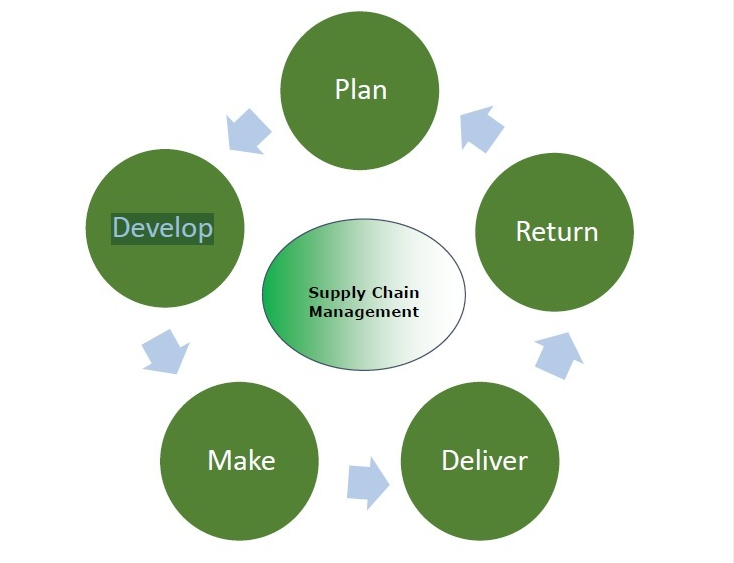 Plan
Develop
Return
Supply Chain
Management
Make
Deliver